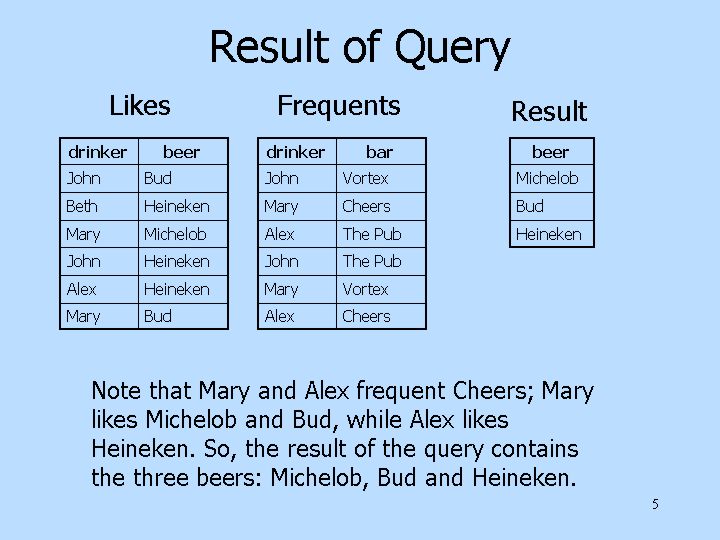 Result of Query
Likes
drinker beer
John Bud
Beth Heineken
Mary Michelob
John Heineken
Alex Heineken
Mary Bud
Frequents
drinker bar
John Vortex
Mary Cheers
Alex The Pub
John The Pub
Mary Vortex
Alex Cheers
Result
beer
Michelob
Bud
Heineken
Note that Mary and Alex frequent Cheers; Mary
likes Michelob and Bud, while Alex likes
Heineken. So, the result of the query contains
the three beers: Michelob, Bud and Heineken.
5